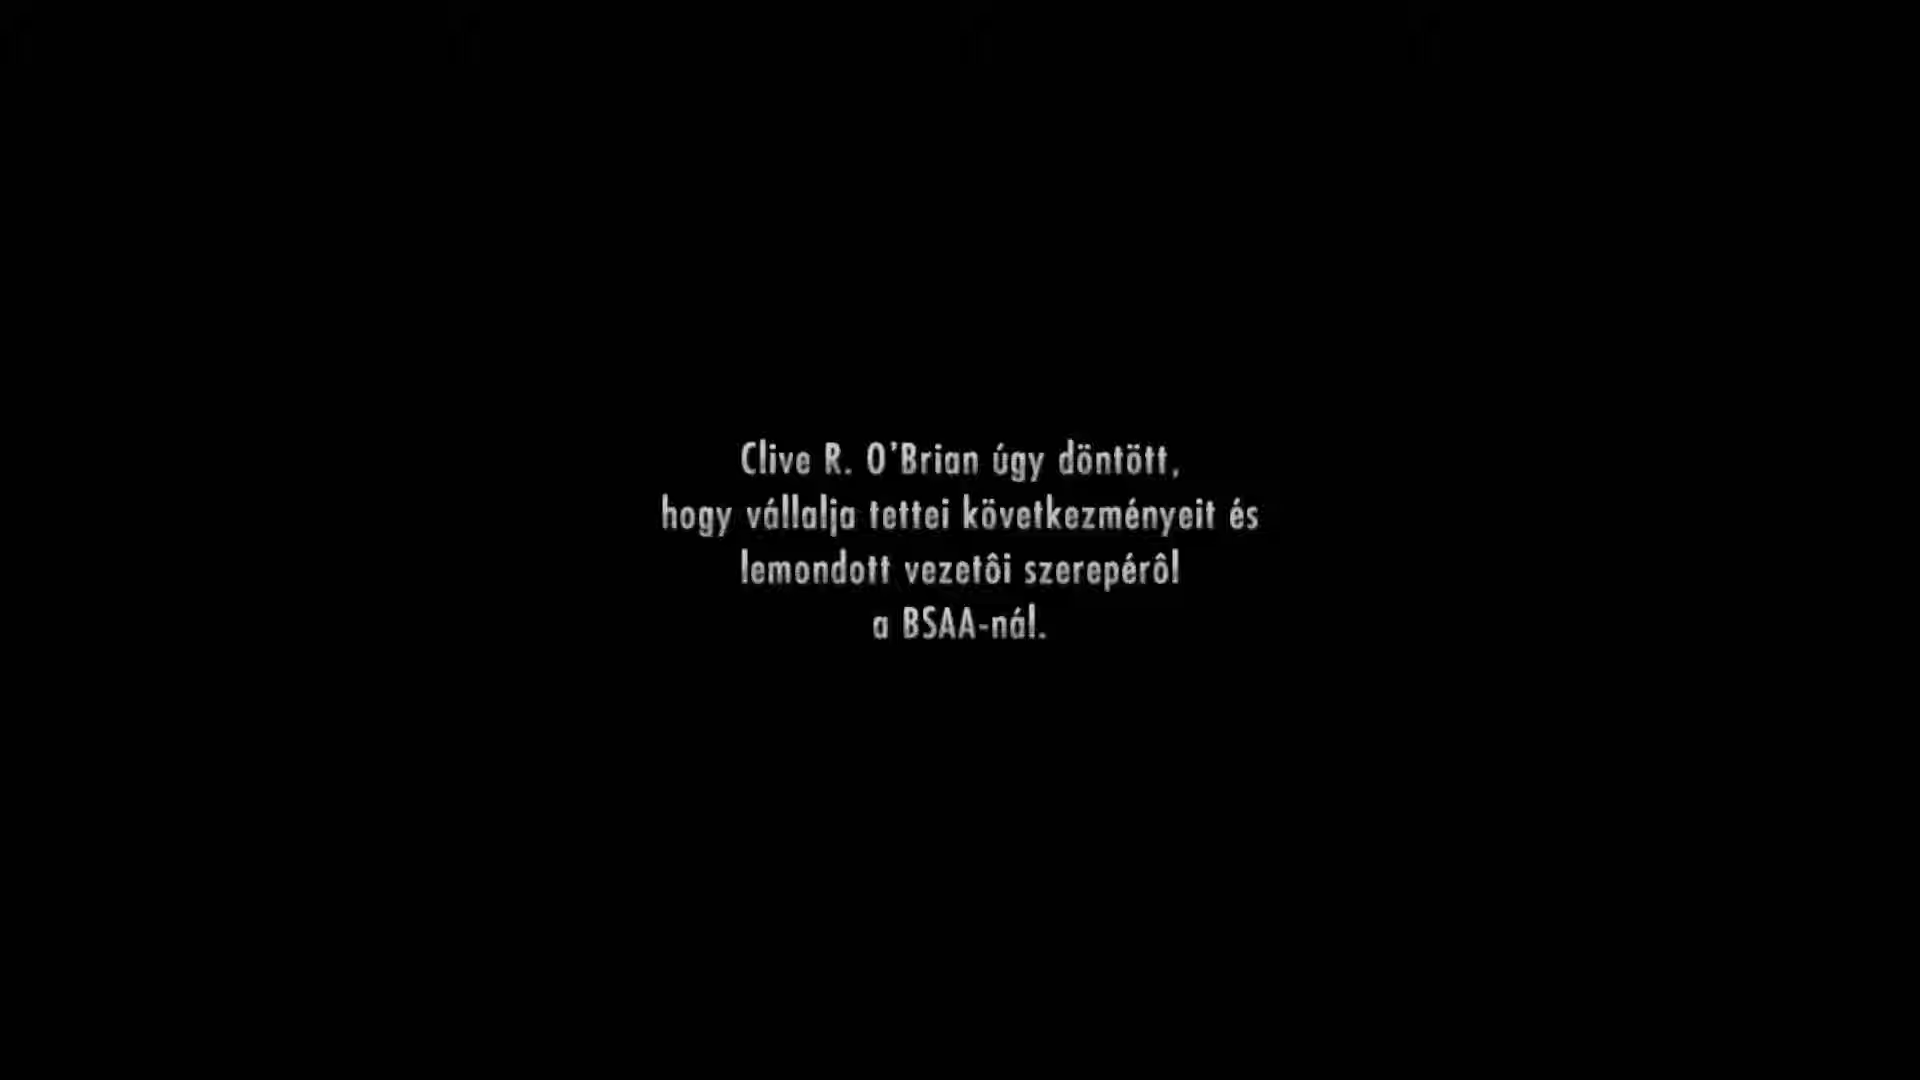 Clive R. O'Brian úgy döntött,
hogy vállalja tettei következményeit és
lemondott vezetôi szerepérôl
a BSAA-nál.